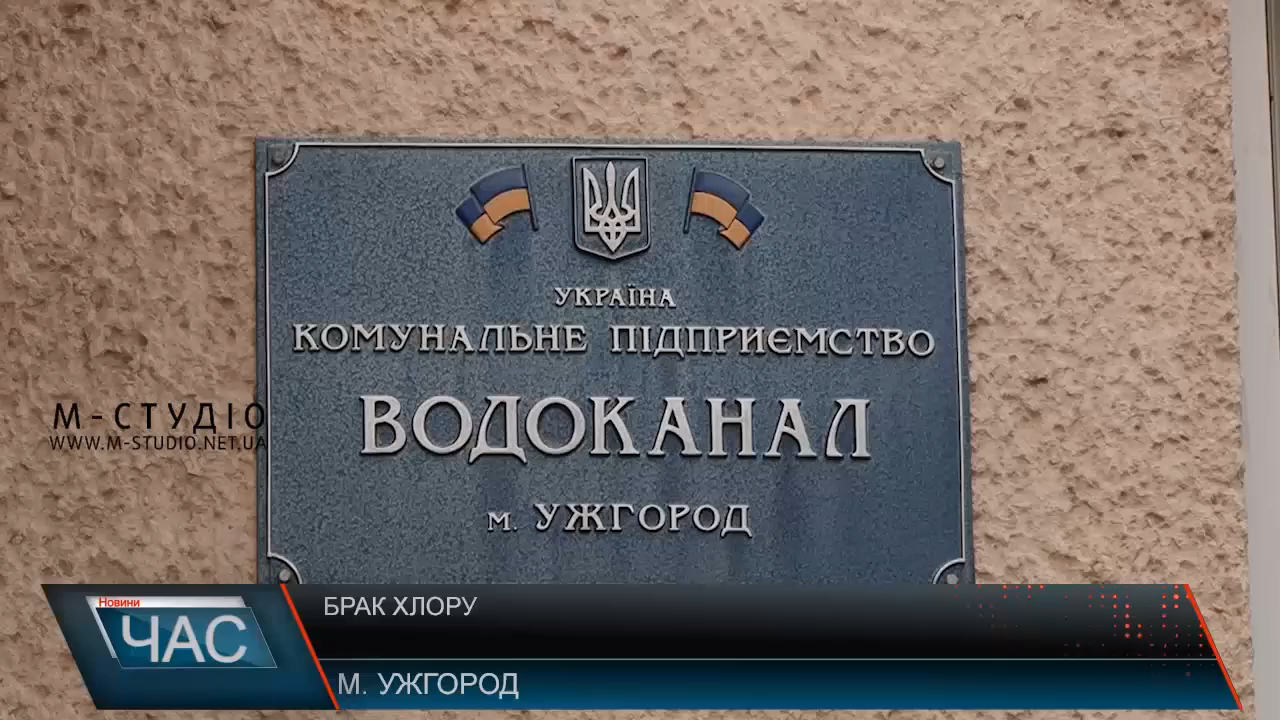 УКРАЇНА
КОМУНАЛЬНЕ ПІДПРИЄМСТВО
ВОДОКАНАЛ
м. УЖГОРОД
М-СТУДІО
WWW.M-STUDIO.NET.UA
Новини
ЧАС
БРАК ХЛОРУ
М. УЖГОРОД